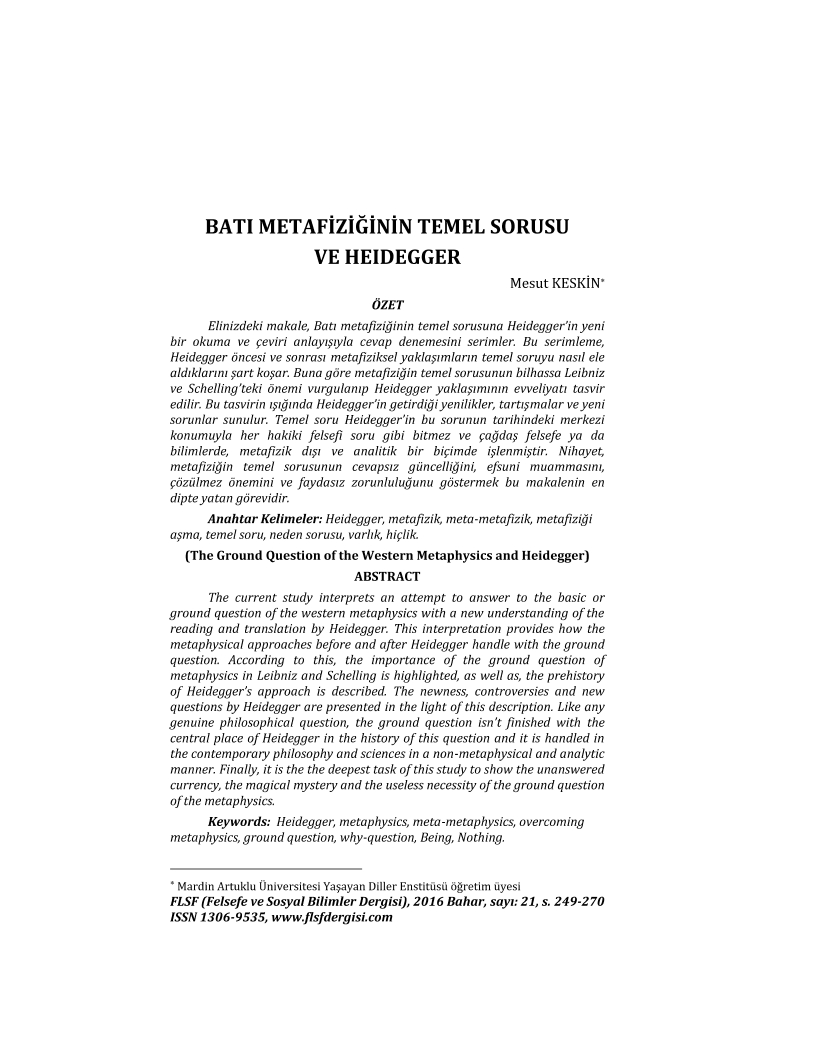 BATI METAFİZİĞİNİN TEMEL SORUSU
VE HEIDEGGER
Mesut KESKİN*
ÖZET
Elinizdeki makale, Batı metafiziğinin temel sorusuna Heidegger'in yeni
bir okuma ve çeviri anlayışıyla cevap denemesini serimler. Bu serimleme,
Heidegger öncesi ve sonrası metafiziksel yaklaşımların temel soruyu nasıl ele
aldıklarını şart koşar. Buna göre metafiziğin temel sorusunun bilhassa Leibniz
ve Schelling'teki önemi vurgulanıp Heidegger yaklaşımının evveliyatı tasvir
edilir. Bu tasvirin ışığında Heidegger'in getirdiği yenilikler, tartışmalar ve yeni
sorunlar sunulur. Temel soru Heidegger'in bu sorunun tarihindeki merkezi
konumuyla her hakiki felsefi soru gibi bitmez ve çağdaş felsefe ya da
bilimlerde, metafizik dışı ve analitik bir biçimde işlenmiştir. Nihayet,
metafiziğin temel sorusunun cevapsız güncelliğini, efsuni muammasını,
çözülmez önemini ve faydasız zorunluluğunu göstermek bu makalenin en
dipte yatan görevidir.
Anahtar Kelimeler: Heidegger, metafizik, meta-metafizik, metafiziği
aşma, temel soru, neden sorusu, varlık, hiçlik.
(The Ground Question of the Western Metaphysics and Heidegger)
ABSTRACT
The current study interprets an attempt to answer to the basic or
ground question of the western metaphysics with a new understanding of the
reading and translation by Heidegger. This interpretation provides how the
metaphysical approaches before and after Heidegger handle with the ground
question. According to this, the importance of the ground question of
metaphysics in Leibniz and Schelling is highlighted, as well as, the prehistory
of Heidegger's approach is described. The newness, controversies and new
questions by Heidegger are presented in the light of this description. Like any
genuine philosophical question, the ground question isn't finished with the
central place of Heidegger in the history of this question and it is handled in
the contemporary philosophy and sciences in a non-metaphysical and analytic
manner. Finally, it is the the deepest task of this study to show the unanswered
currency, the magical mystery and the useless necessity of the ground question
of the metaphysics.
Keywords: Heidegger, metaphysics, meta-metaphysics, overcoming
metaphysics, ground question, why-question, Being, Nothing.
* Mardin Artuklu Üniversitesi Yaşayan Diller Enstitüsü öğretim üyesi
FLSF (Felsefe ve Sosyal Bilimler Dergisi), 2016 Bahar, sayı: 21, s. 249-270
ISSN 1306-9535, www.flsfdergisi.com